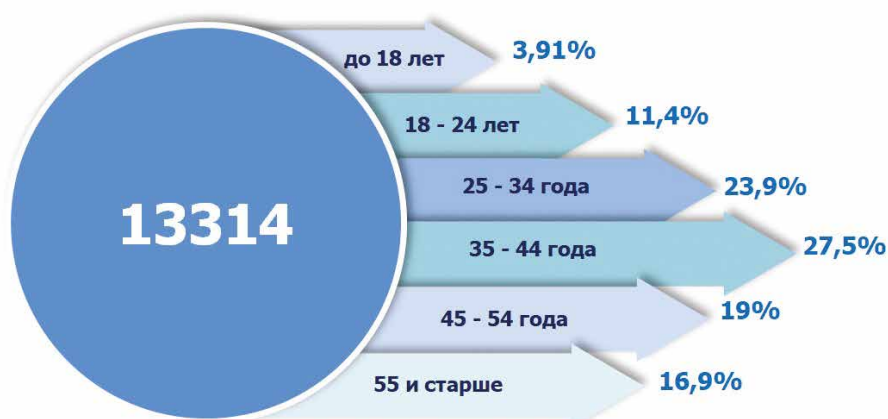 до 18 лет 3,91%
18 - 24 лет 11,4%
25 - 34 года 23,9%
13314
35 - 44 года 27,5%
45 - 54 года 19%
55 и старше 16,9%